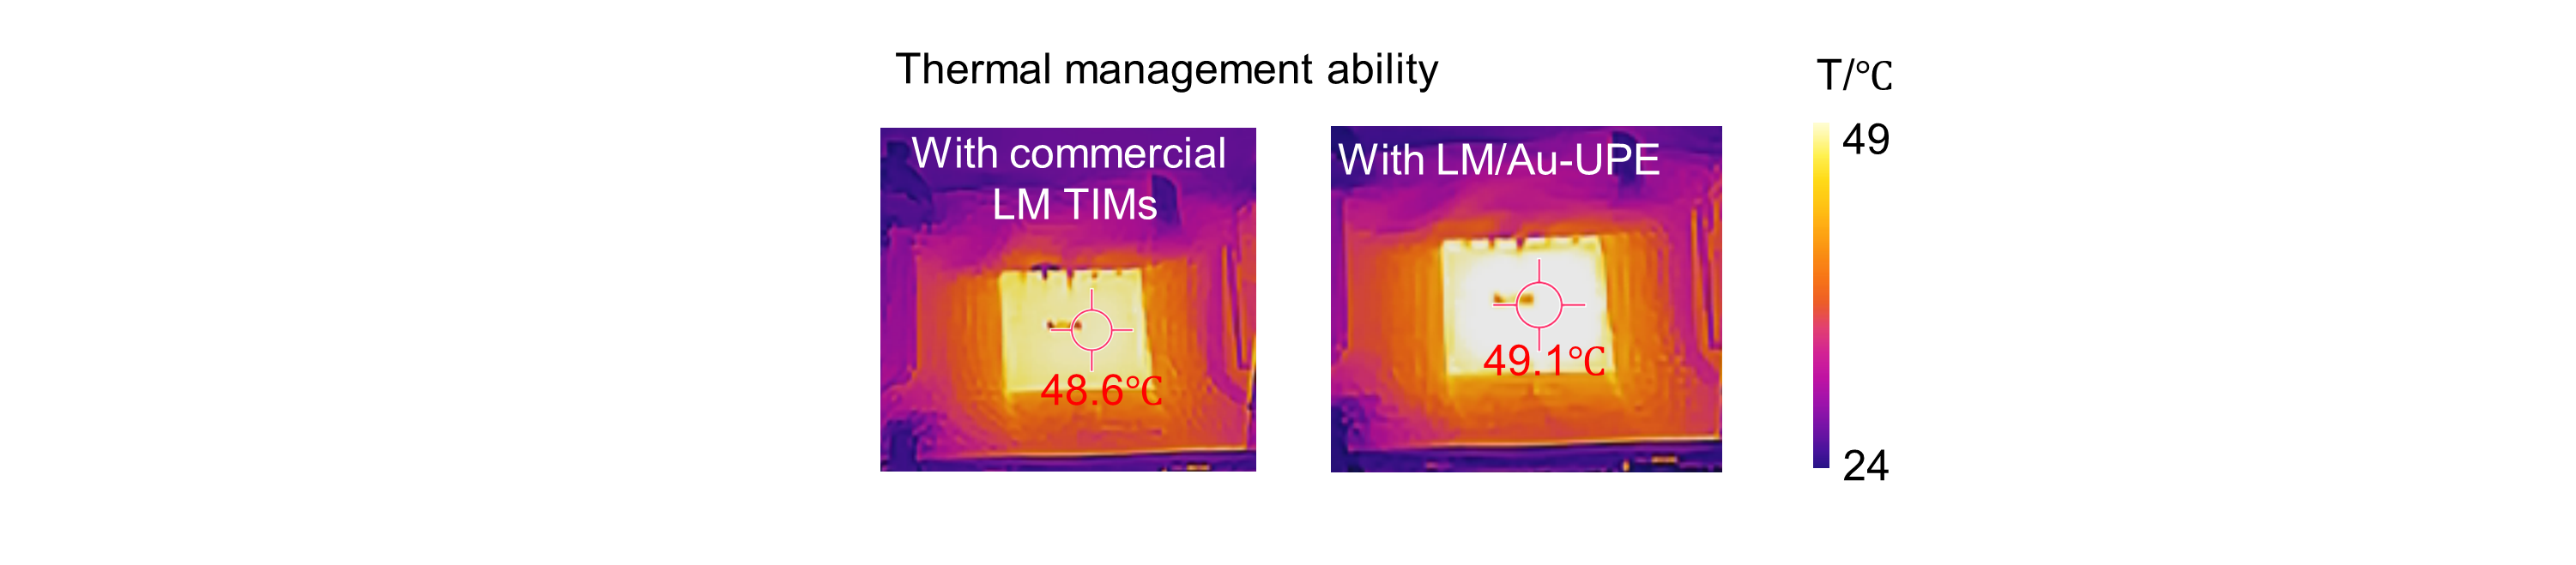 Thermal management ability
With commercial
LM TIMs
48.6℃
With LM/Au-UPE
49.1℃
T/℃
49
24